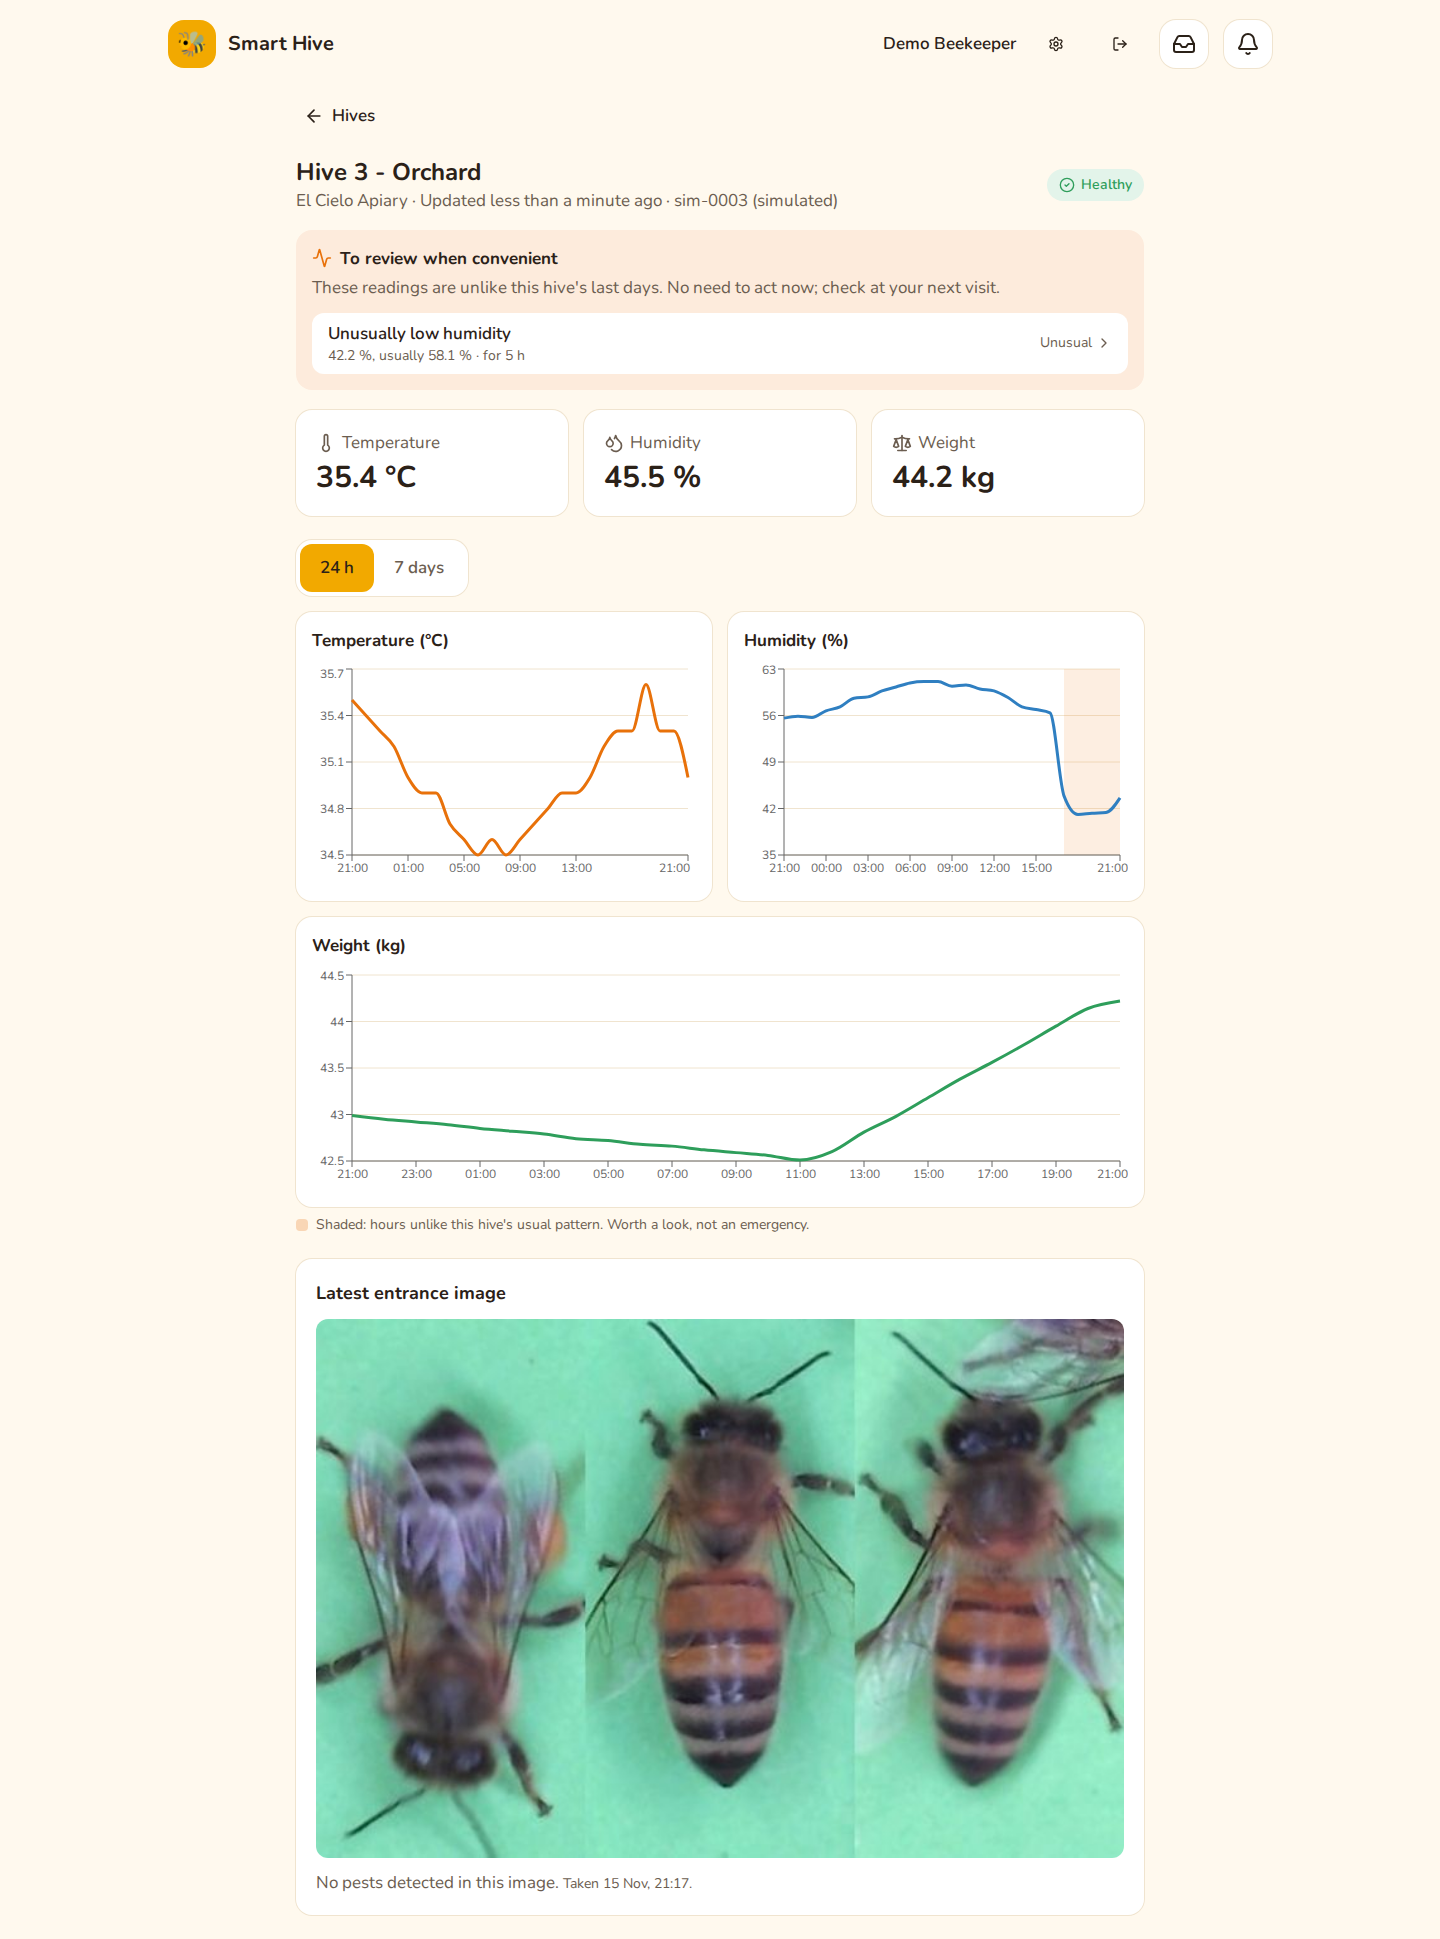 Smart Hive
Demo Beekeeper
Hives
Hive 3 - Orchard
El Cielo Apiary · Updated less than a minute ago · sim-0003 (simulated)
Healthy
To review when convenient
These readings are unlike this hive's last days. No need to act now; check at your next visit.
Unusually low humidity
42.2 %, usually 58.1 % · for 5 h
Unusual
Temperature
35.4 °C
Humidity
45.5 %
Weight
44.2 kg
24 h
7 days
Temperature (°C)
35.7
35.4
35.1
34.8
34.5
21:00 01:00 05:00 09:00 13:00 21:00
Humidity (%)
63
56
49
42
35
21:00 00:00 03:00 06:00 09:00 12:00 15:00 21:00
Weight (kg)
44.5
44
43.5
43
42.5
21:00 23:00 01:00 03:00 05:00 07:00 09:00 11:00 13:00 15:00 17:00 19:00 21:00
Shaded: hours unlike this hive's usual pattern. Worth a look, not an emergency.
Latest entrance image
No pests detected in this image. Taken 15 Nov, 21:17.